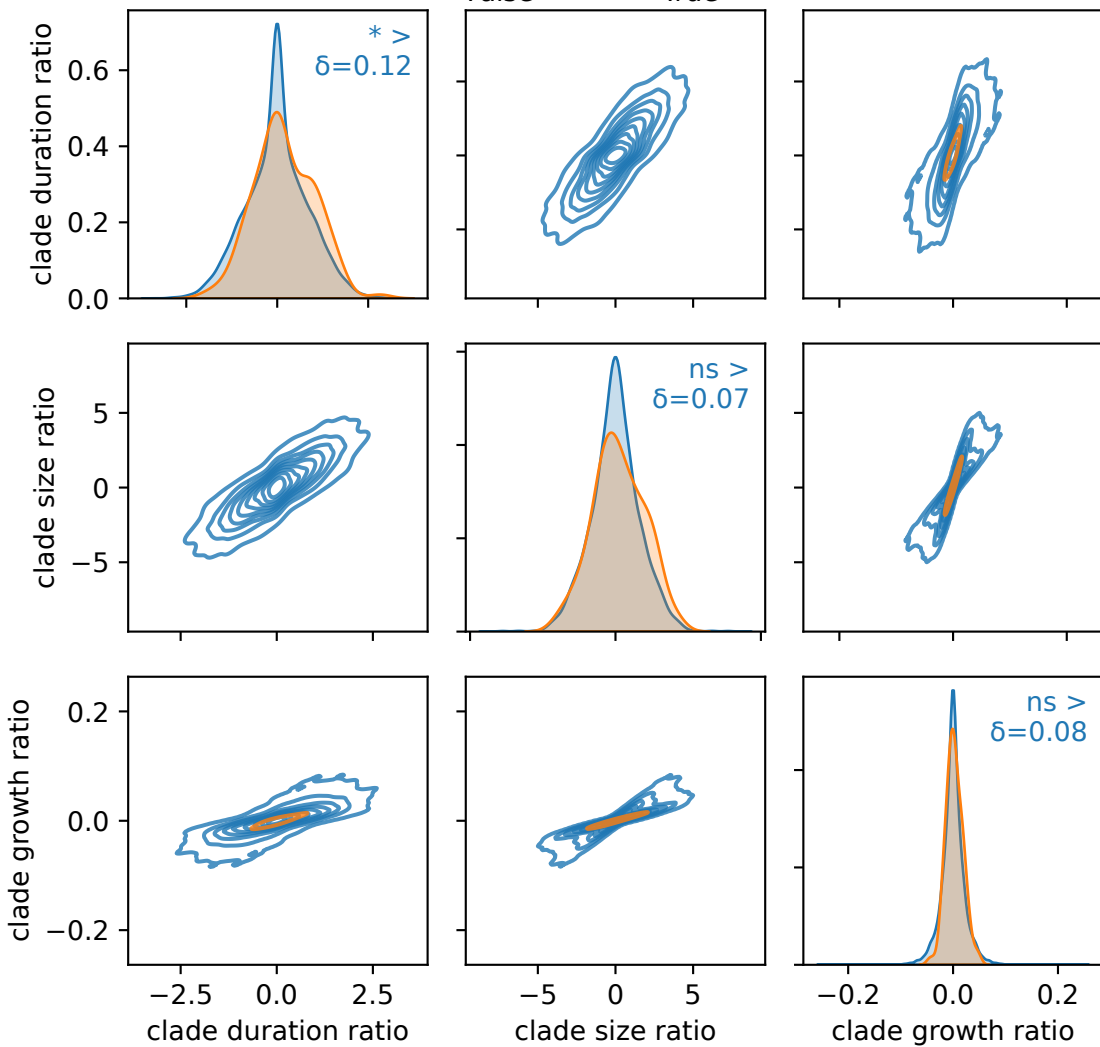 clade duration ratio
0.6
0.4
0.2
0.0
* >
δ=0.12
clade size ratio
5
0
−5
ns >
δ=0.07
clade growth ratio
0.2
0.0
−0.2
ns >
δ=0.08
−2.5 0.0 2.5
−5 0 5
−0.2 0.0 0.2
clade duration ratio
clade size ratio
clade growth ratio